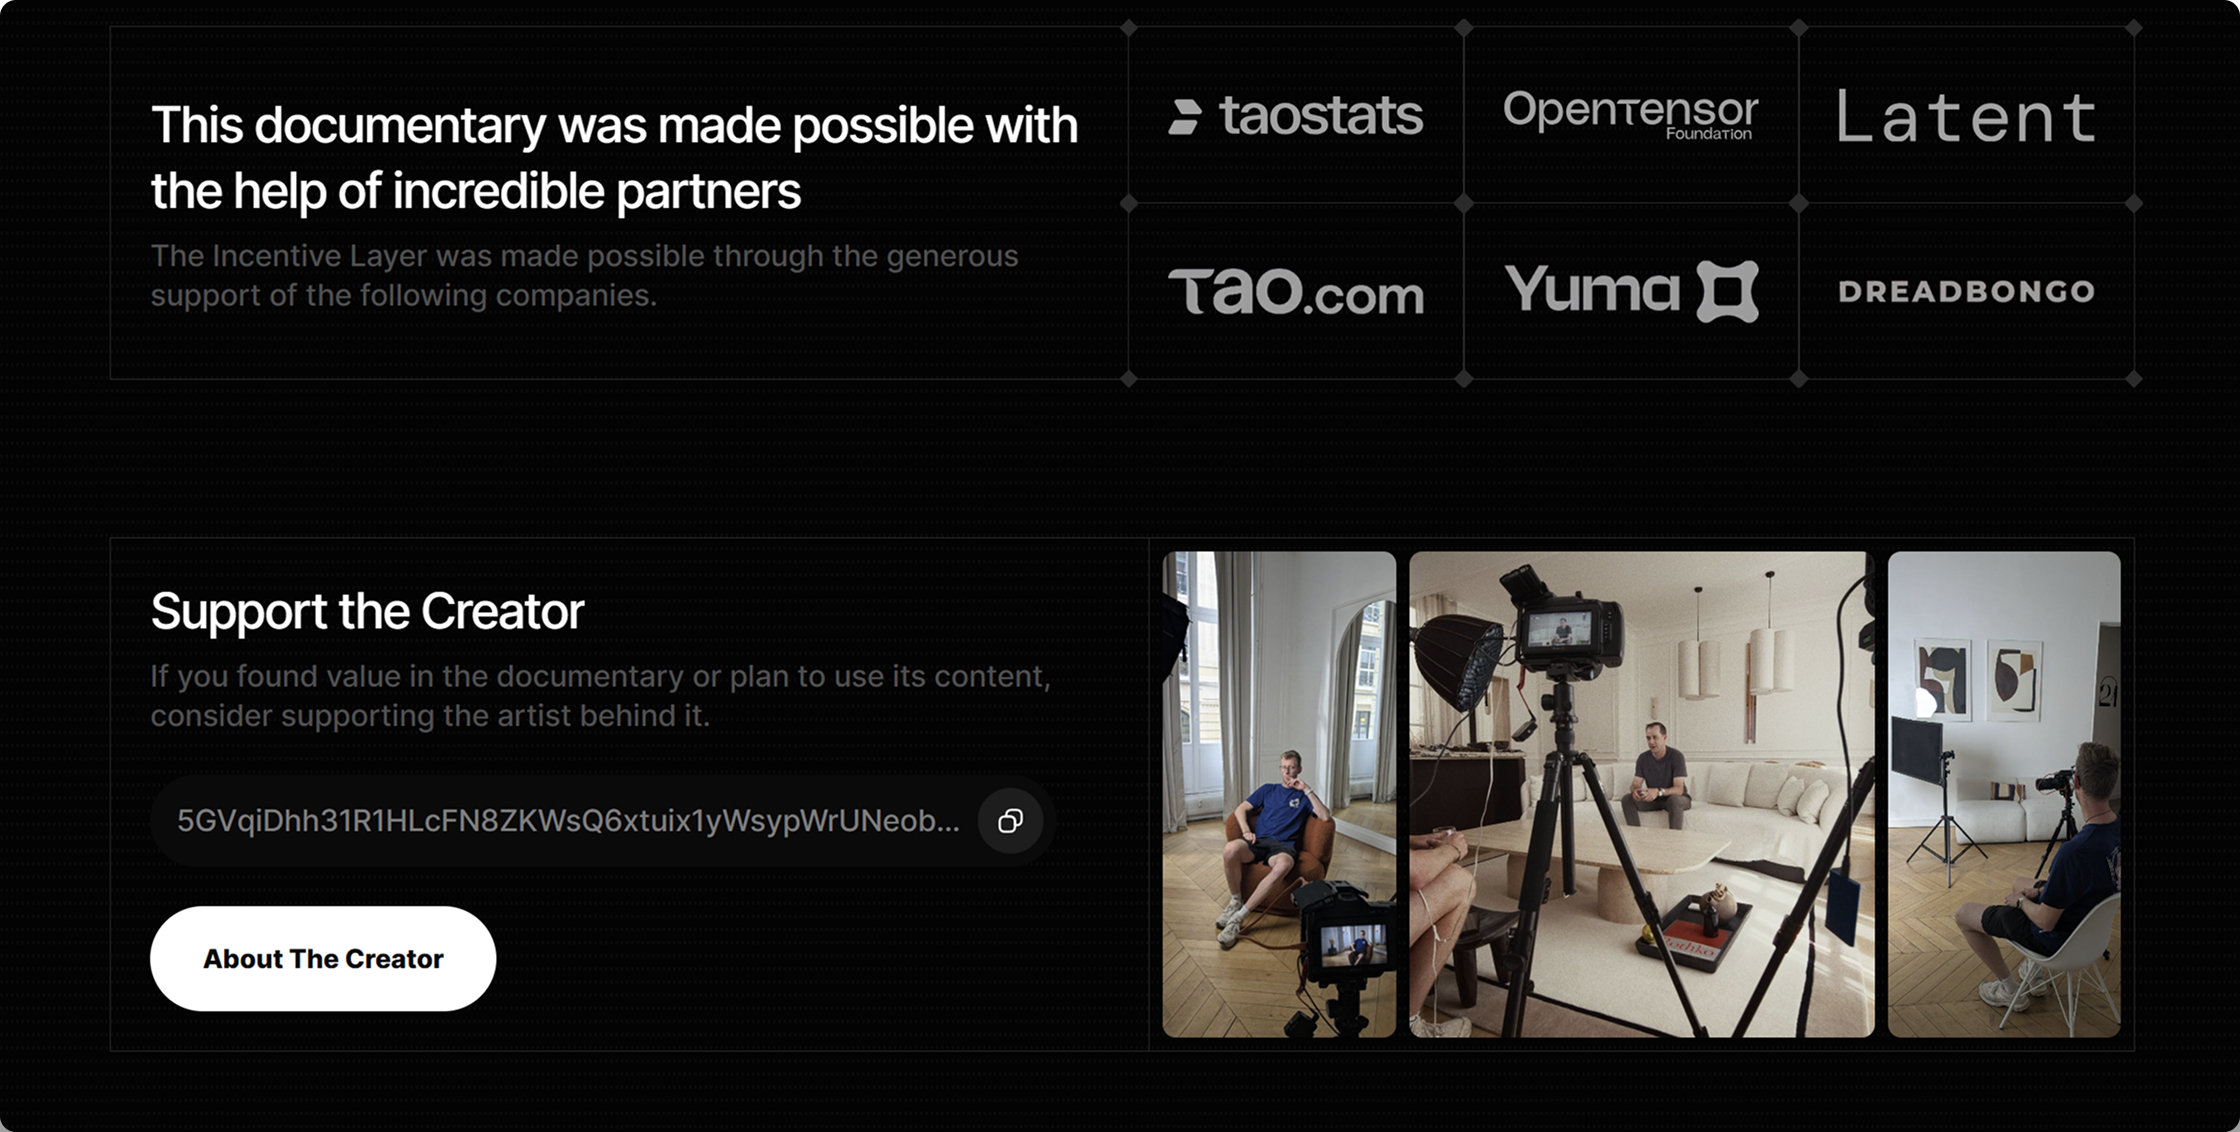 This documentary was made possible with
the help of incredible partners
The Incentive Layer was made possible through the generous
support of the following companies.
taostats
OpenTensor
Foundation
Latent
TAO.com
Yuma
DREADBONGO
Support the Creator
If you found value in the documentary or plan to use its content,
consider supporting the artist behind it.
5GVqiDhh31R1HLcFN8ZKWsQ6xtuix1yWsypWrUNeob...
About The Creator
Rothko
21